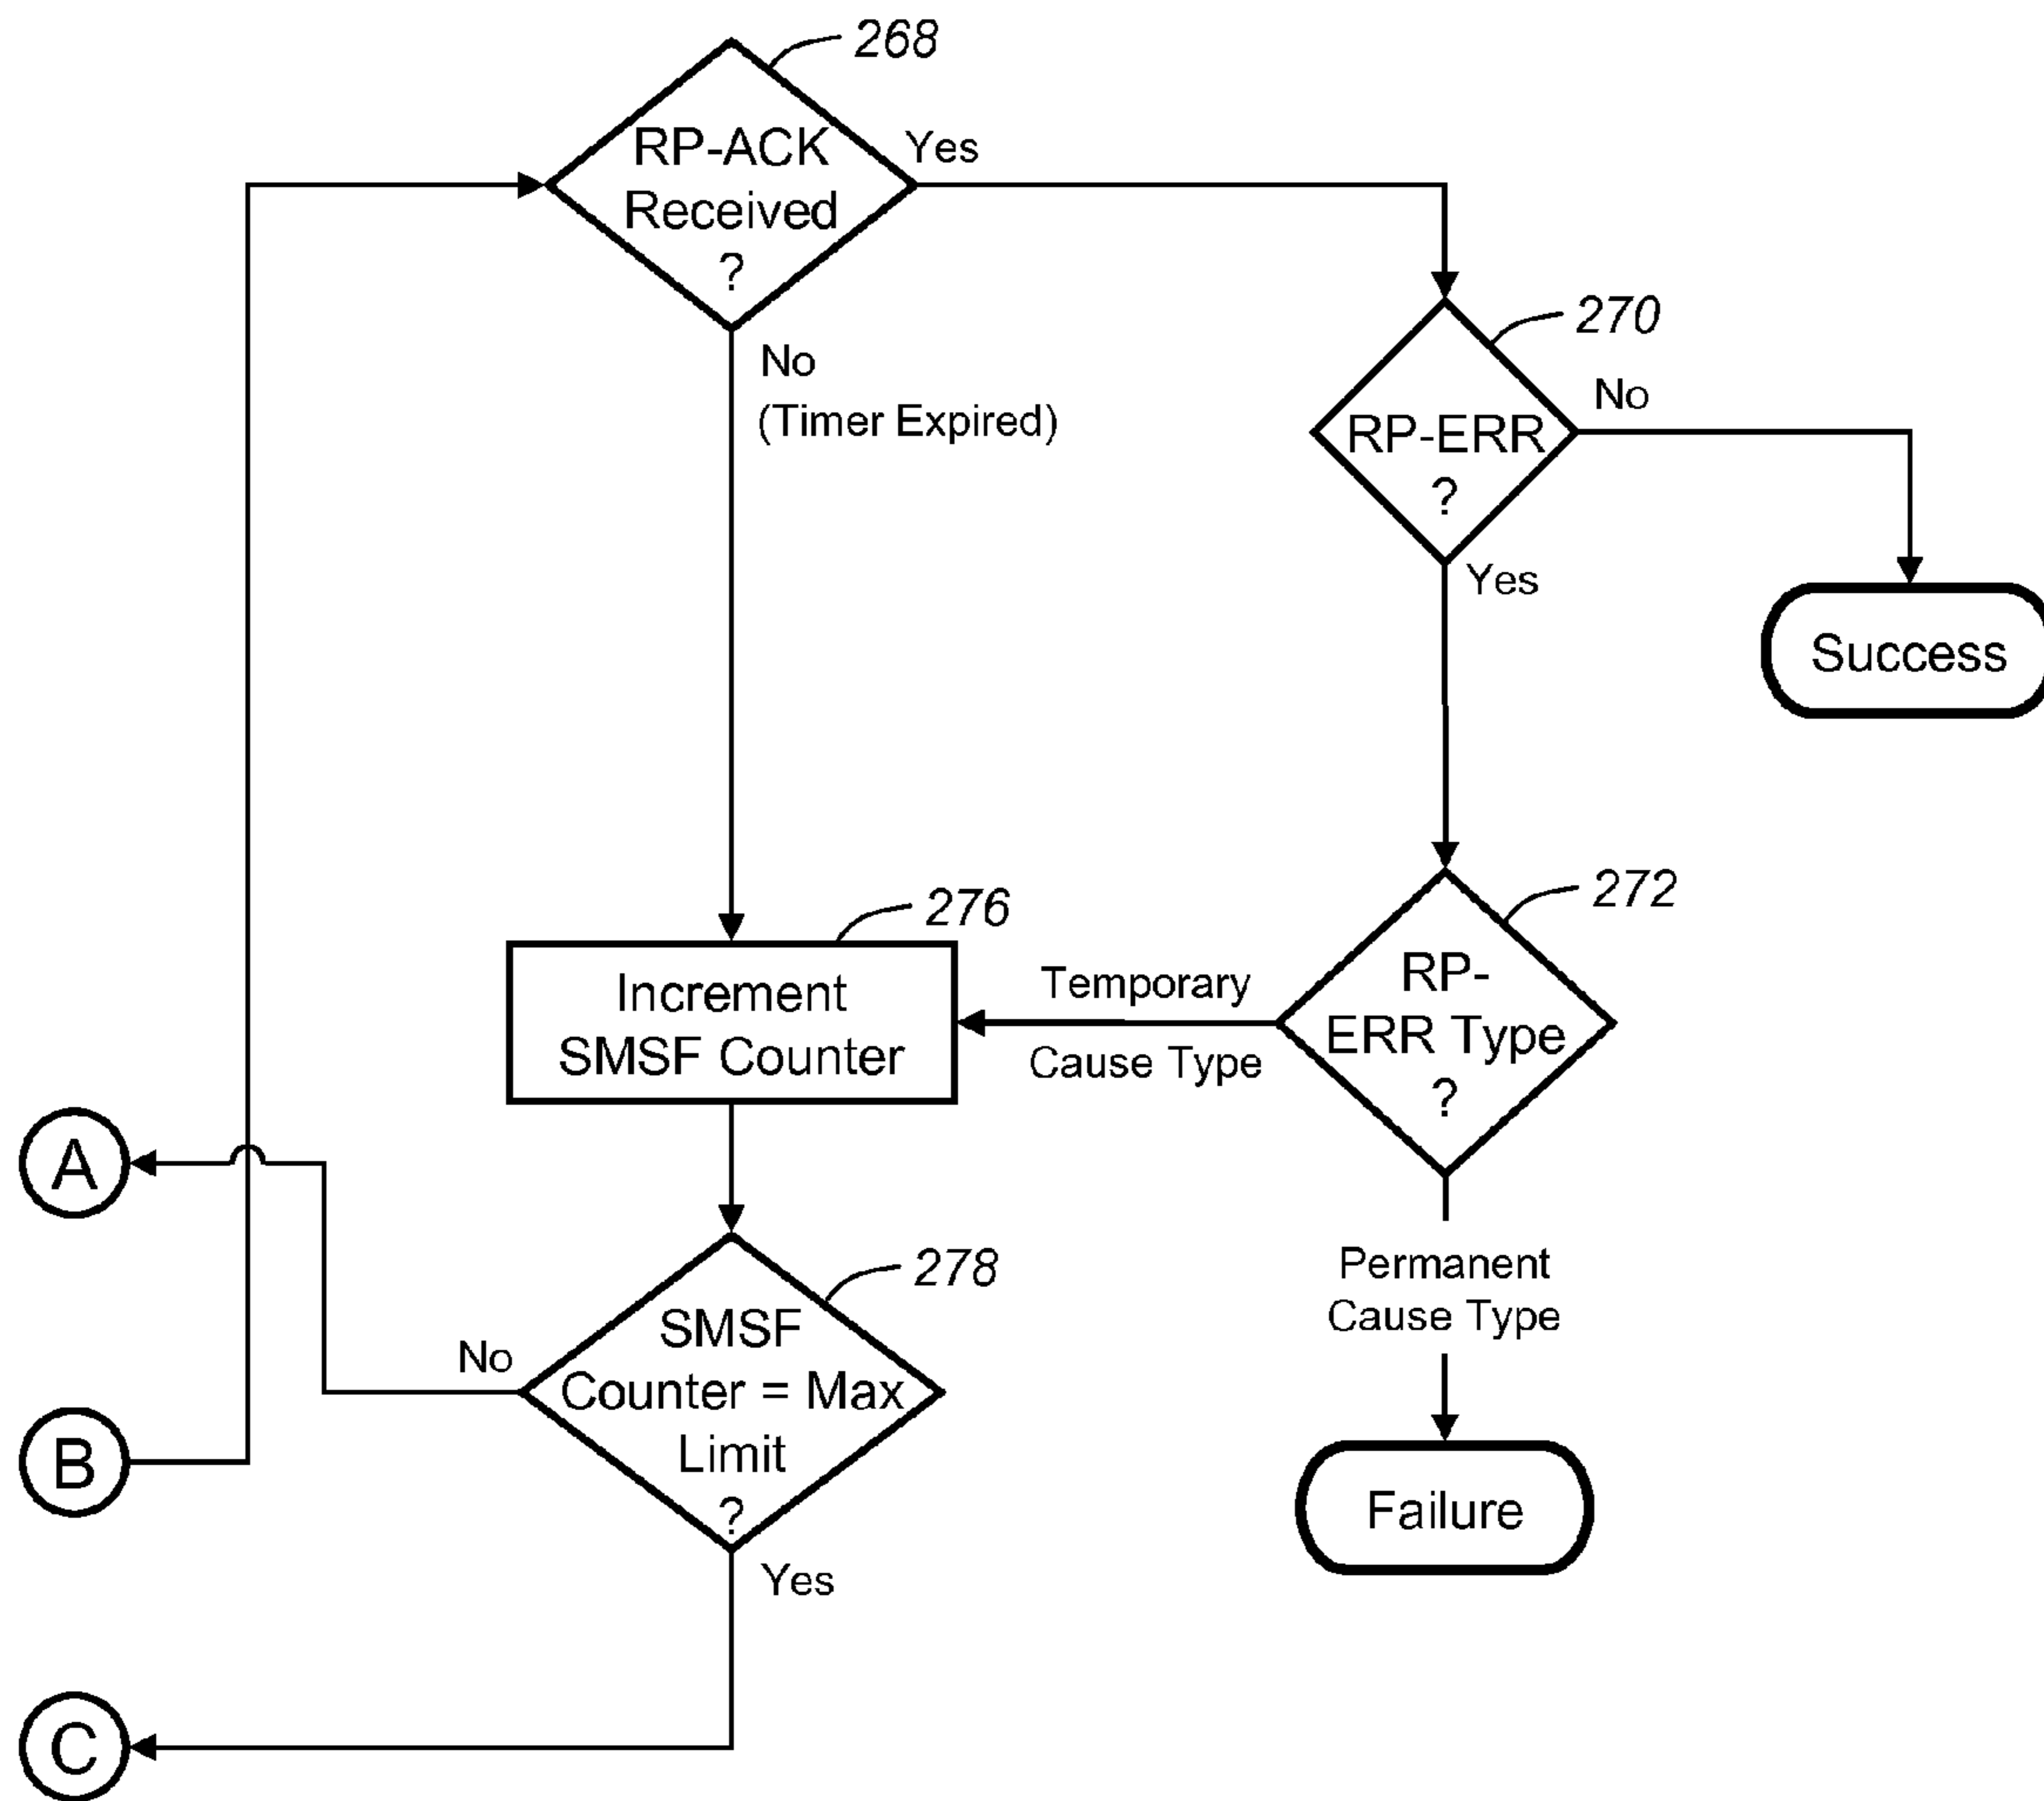 268
RP-ACK
Received
?
Yes
No
(Timer Expired)
270
RP-ERR
?
No
Yes
Success
276
Increment
SMSF Counter
Temporary
Cause Type
272
RP-
ERR Type
?
A
278
SMSF
Counter = Max
Limit
?
No
Yes
Permanent
Cause Type
Failure
B
C